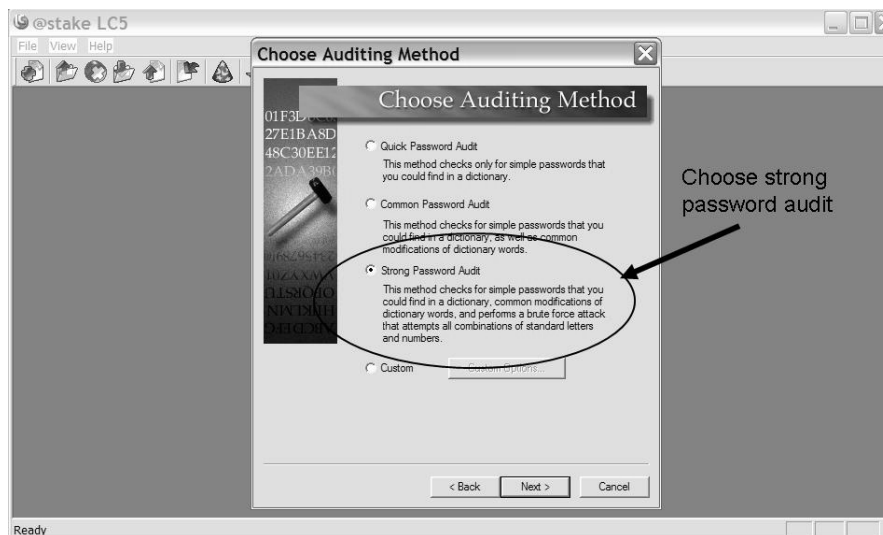 @stake LC5
File View Help
Choose Auditing Method
Choose Auditing Method
27E1BA8D
48C30EE12
2ADA39B0
Quick Password Audit
This method checks only for simple passwords that
you could find in a dictionary.
Common Password Audit
This method checks for simple passwords that you
could find in a dictionary, as well as common
modifications of dictionary words.
Strong Password Audit
This method checks for simple passwords that you
could find in a dictionary, common modifications of
dictionary words, and performs a brute force attack
that attempts all combinations of standard letters
and numbers.
Custom
Custom Options...
Choose strong
password audit
< Back
Next >
Cancel
Ready